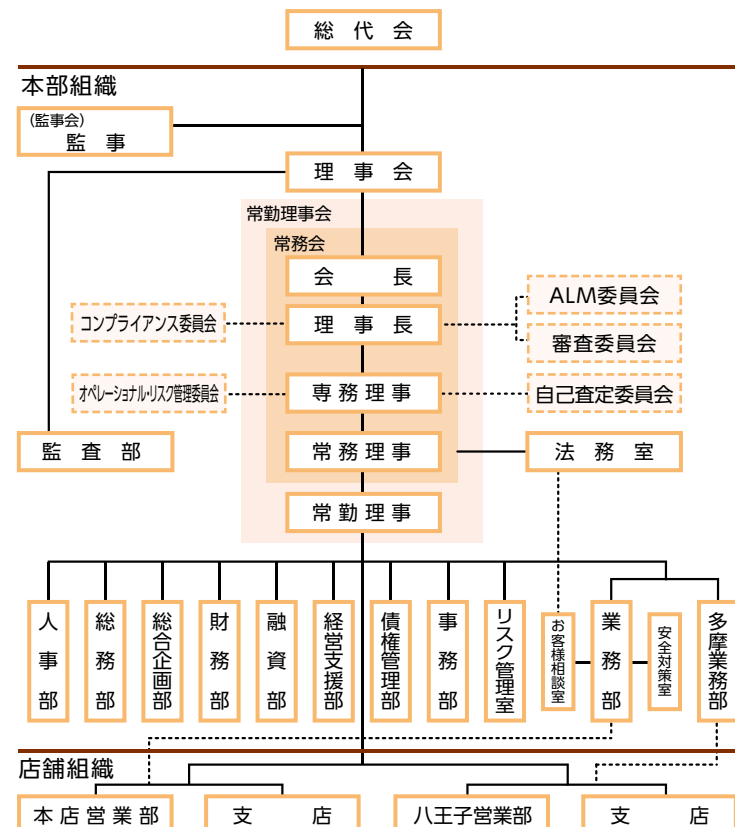 総代会
本部組織
(監事会)
監事
理事会
常勤理事会
常務会
会長
コンプライアンス委員会
理事長
ALM委員会
審査委員会
オペレーショナル・リスク管理委員会
専務理事
自己査定委員会
監査部
常務理事
法務室
常勤理事
人事部
総務部
総合企画部
財務部
融資部
経営支援部
債権管理部
事務部
リスク管理室
お客様相談室
業務部
安全対策室
多摩業務部
店舗組織
本店営業部
支店
八王子営業部
支店